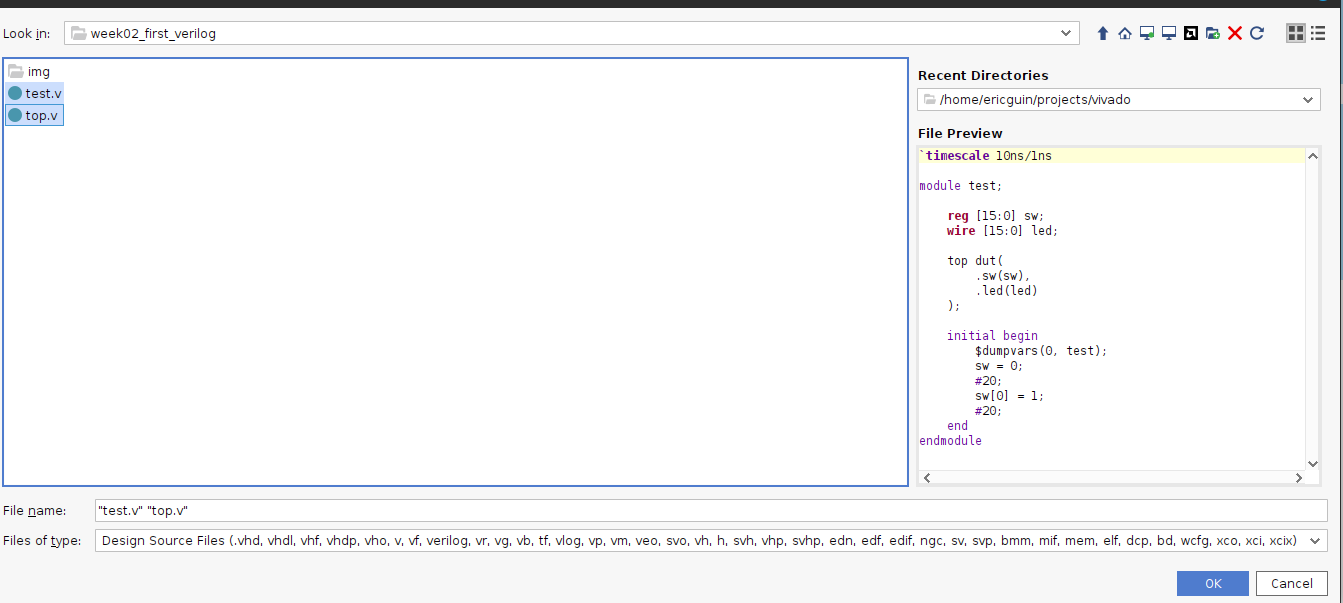 Look in: week02_first_verilog
img
test.v
top.v
Recent Directories
/home/ericguin/projects/vivado
File Preview
`timescale 10ns/1ns
module test;
reg [15:0] sw;
wire [15:0] led;
top dut(
.sw(sw),
.led(led)
);
initial begin
$dumpvars(0, test);
sw = 0;
#20;
sw[0] = 1;
#20;
end
endmodule
File name: "test.v" "top.v"
Files of type: Design Source Files (.vhd, vhdl, vhf, vhdp, vho, v, vf, verilog, vr, vg, vb, tf, vlog, vp, vm, veo, svo, vh, h, svh, vhp, svhp, edn, edf, edif, ngc, sv, svp, bmm, mif, mem, elf, dcp, bd, wcfg, xco, xci, xcix)
OK Cancel